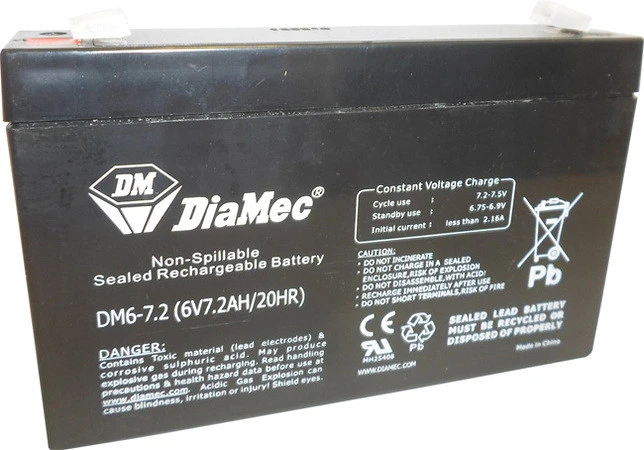 DM
DiaMec®
Non-Spillable
Sealed Rechargeable Battery
DM6-7.2 (6V7.2AH/20HR)
DANGER:
Contains Toxic material (lead electrodes) &
corrosive sulphuric acid. May produce
explosive gas during recharging. Read handling
precautions & health hazard data before use at
www.diamec.com. Acidic Gas Explosion can
cause blindness, irritation or injury! Shield eyes.
Constant Voltage Charge
Cycle use : 7.2-7.5V
Standby use : 6.75-6.9V
Initial current : less than 2.16A
CAUTION:
• DO NOT INCINERATE
• DO NOT CHARGE IN A SEALED
ENCLOSURE,RISK OF EXPLOSION
• DO NOT DISASSEMBLE,WITH ACID!
• RECHARGE IMMEDIATELY AFTER USE
• DO NOT SHORT TERMINALS,RISK OF FIRE
Pb
CE
Pb
MH25408
WWW.DIAMEC.COM
SEALED LEAD BATTERY
MUST BE RECYCLED OR
DISPOSED OF PROPERLY
Made in China